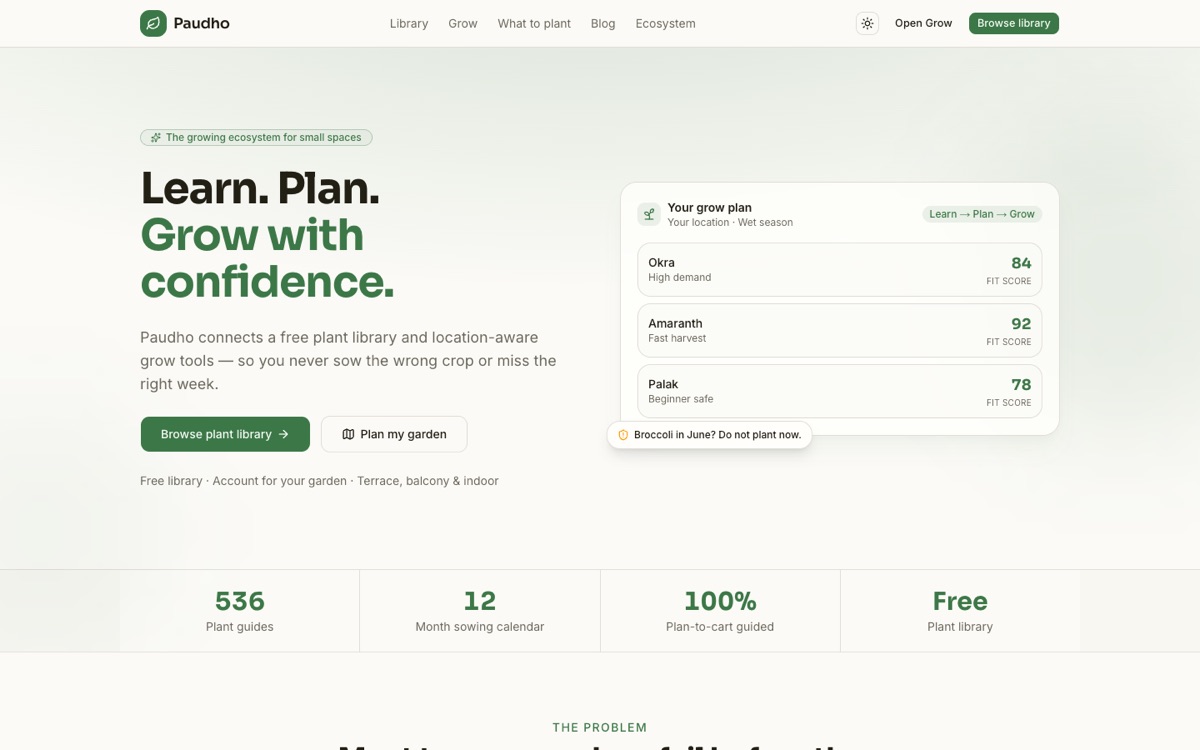 Paudho
Library
Grow
What to plant
Blog
Ecosystem
Open Grow
Browse library
The growing ecosystem for small spaces
Learn. Plan.
Grow with
confidence.
Paudho connects a free plant library and location-aware
grow tools — so you never sow the wrong crop or miss the
right week.
Browse plant library →
Plan my garden
Free library · Account for your garden · Terrace, balcony & indoor
Your grow plan
Your location · Wet season
Learn → Plan → Grow
Okra
High demand
84
FIT SCORE
Amaranth
Fast harvest
92
FIT SCORE
Palak
Beginner safe
78
FIT SCORE
Broccoli in June? Do not plant now.
536
Plant guides
12
Month sowing calendar
100%
Plan-to-cart guided
Free
Plant library
THE PROBLEM